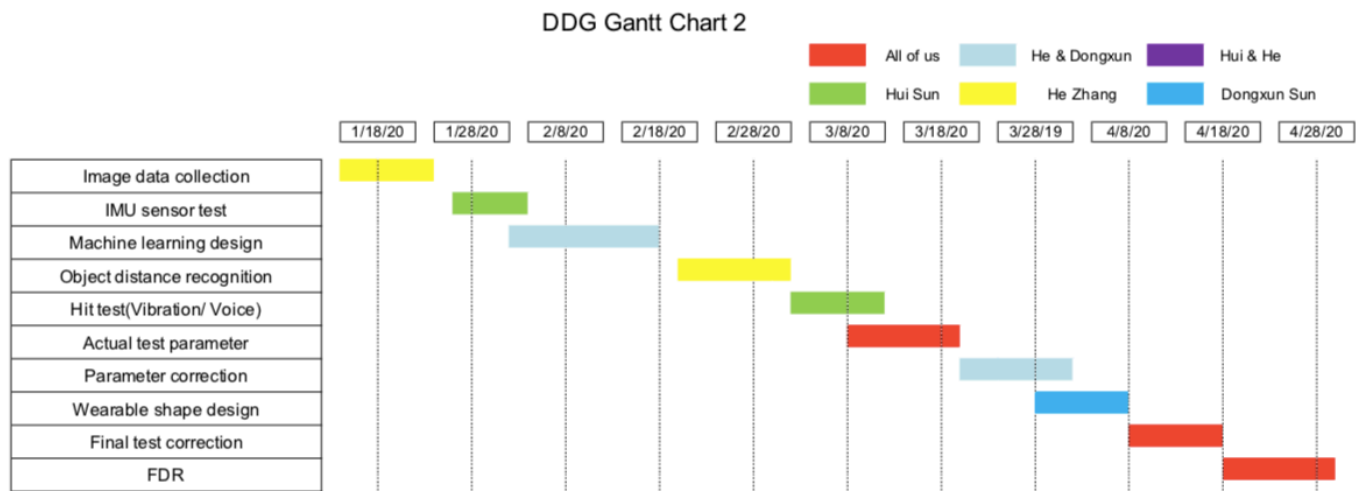 DDG Gantt Chart 2
All of us He & Dongxun Hui & He
Hui Sun He Zhang Dongxun Sun
1/18/20 1/28/20 2/8/20 2/18/20 2/28/20 3/8/20 3/18/20 3/28/19 4/8/20 4/18/20 4/28/20
Image data collection
IMU sensor test
Machine learning design
Object distance recognition
Hit test(Vibration/ Voice)
Actual test parameter
Parameter correction
Wearable shape design
Final test correction
FDR